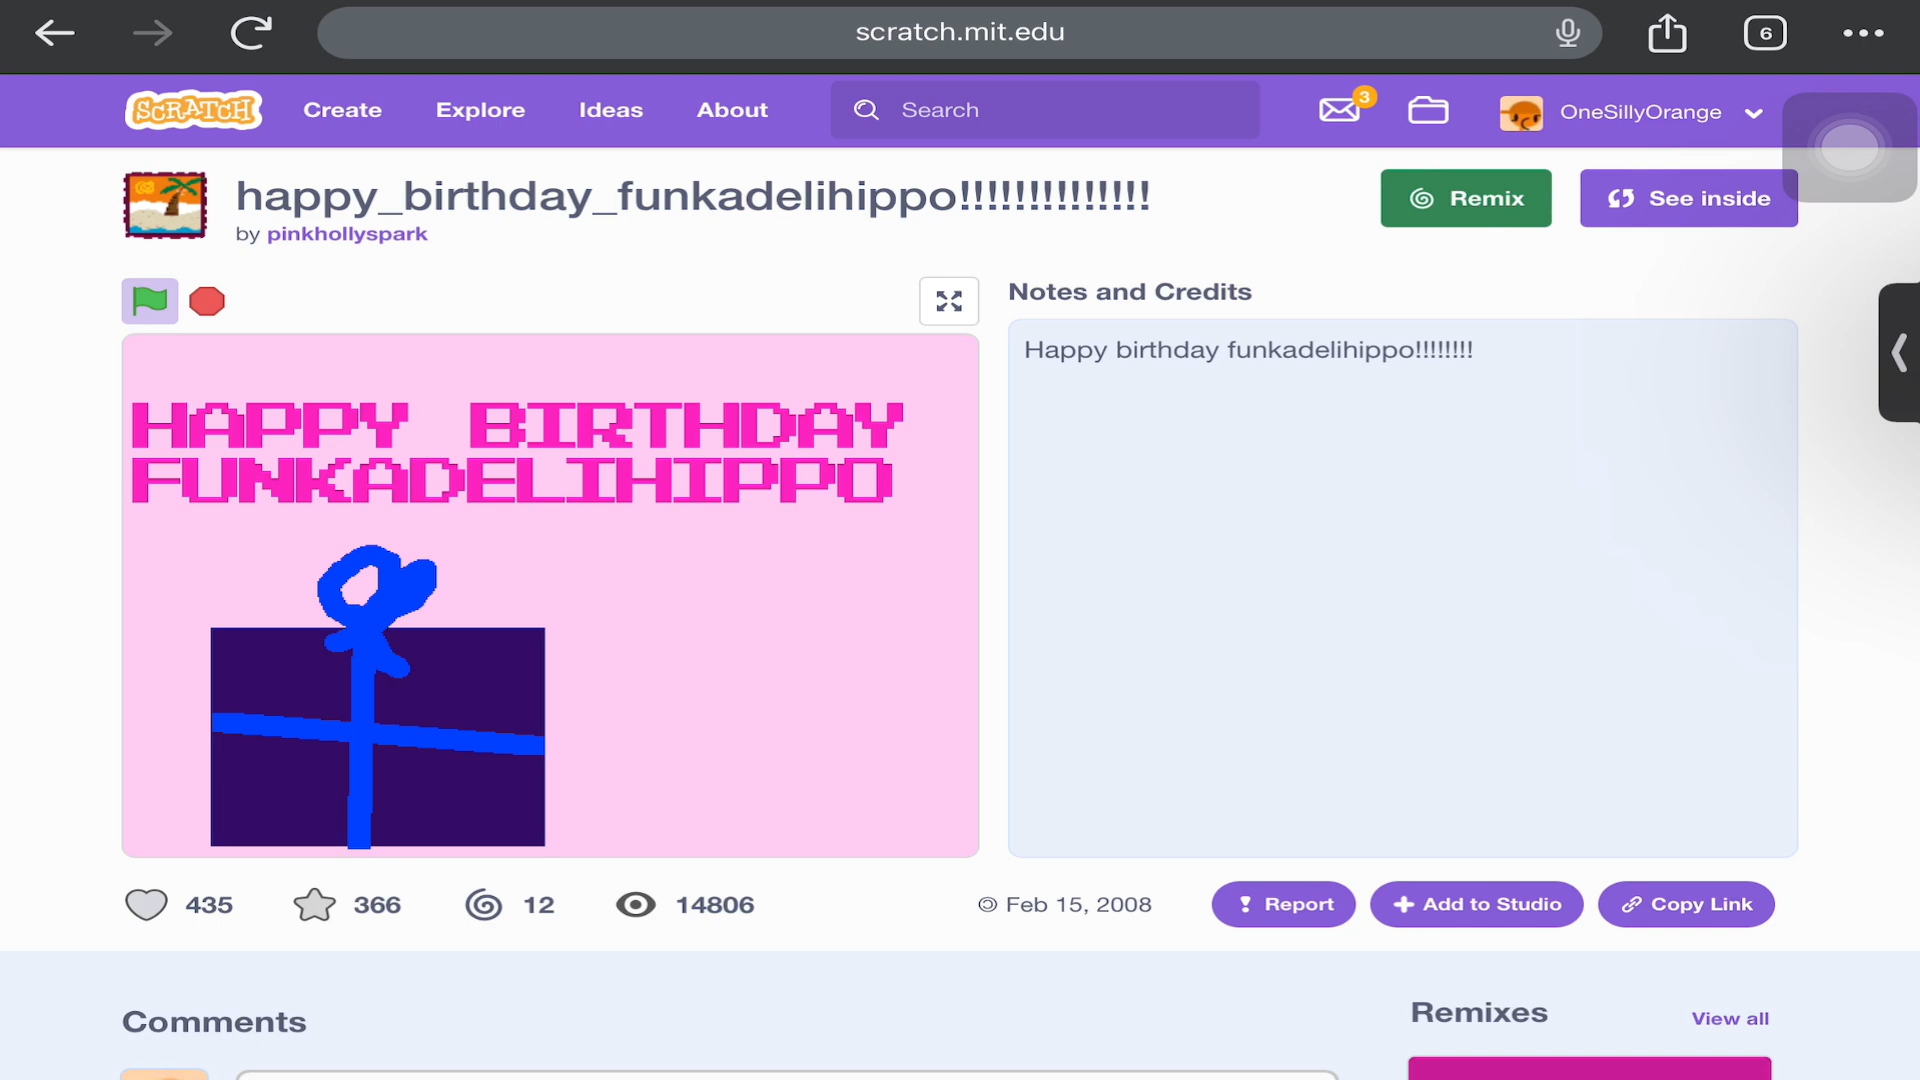 scratch.mit.edu
6
SCRATCH
Create
Explore
Ideas
About
Search
3
OneSillyOrange
happy_birthday_funkadelihippo!!!!!!!!!!!!!!
by pinkhollyspark
Remix
See inside
Notes and Credits
Happy birthday funkadelihippo!!!!!!!!
HAPPY BIRTHDAY
FUNKADELIHIPPO
435
366
12
14806
Feb 15, 2008
Report
Add to Studio
Copy Link
Comments
Remixes
View all